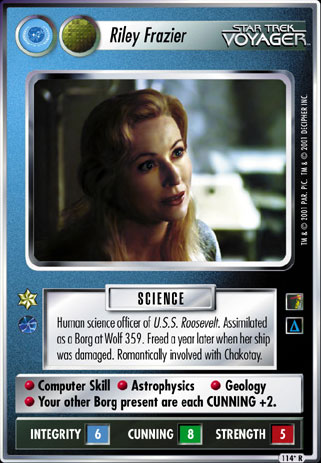 Riley Frazier
STAR TREK
VOYAGER™
TM & © 2001 PAR. PIC. TM & © 2001 DECIPHER INC.
SCIENCE
Human science officer of U.S.S. Roosevelt. Assimilated
as a Borg at Wolf 359. Freed a year later when her ship
was damaged. Romantically involved with Chakotay.
• Computer Skill • Astrophysics • Geology
• Your other Borg present are each CUNNING +2.
INTEGRITY 6 CUNNING 8 STRENGTH 5
114* R